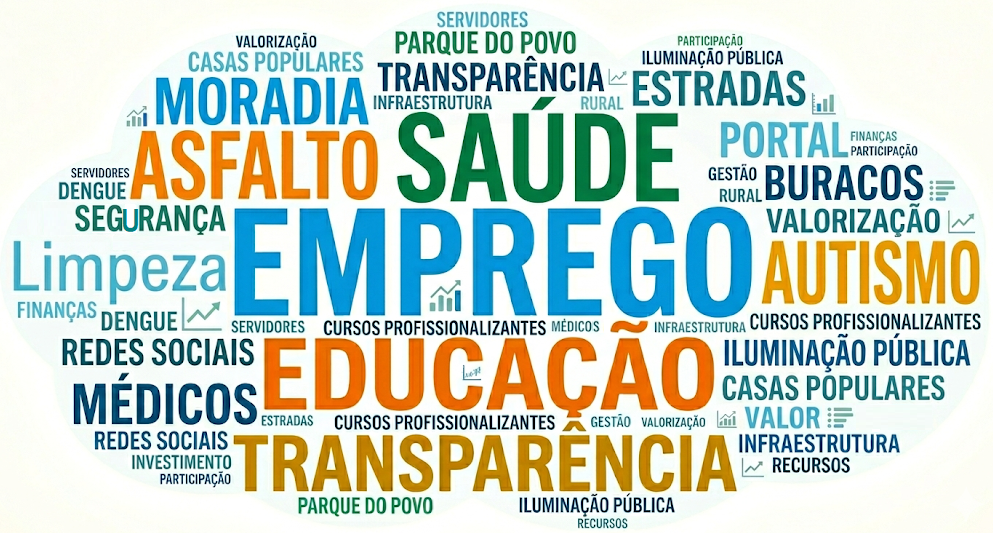 SERVIDORES
VALORIZAÇÃO
PARQUE DO POVO
PARTICIPAÇÃO
CASAS POPULARES
ILUMINAÇÃO PÚBLICA
TRANSPARÊNCIA
MORADIA
INFRAESTRUTURA
RURAL
ESTRADAS
ASFALTO
SAÚDE
PORTAL
FINANÇAS
PARTICIPAÇÃO
SERVIDORES
DENGUE
GESTÃO
RURAL
BURACOS
SEGURANÇA
VALORIZAÇÃO
Limpeza
EMPREGO
AUTISMO
FINANÇAS
DENGUE
SERVIDORES
CURSOS PROFISSIONALIZANTES
MÉDICOS
INFRAESTRUTURA
CURSOS PROFISSIONALIZANTES
REDES SOCIAIS
EDUCAÇÃO
ILUMINAÇÃO PÚBLICA
MÉDICOS
CASAS POPULARES
ESTRADAS
CURSOS PROFISSIONALIZANTES
GESTÃO
VALORIZAÇÃO
VALOR
REDES SOCIAIS
TRANSPARÊNCIA
INFRAESTRUTURA
INVESTIMENTO
RECURSOS
PARTICIPAÇÃO
PARQUE DO POVO
ILUMINAÇÃO PÚBLICA
RECURSOS